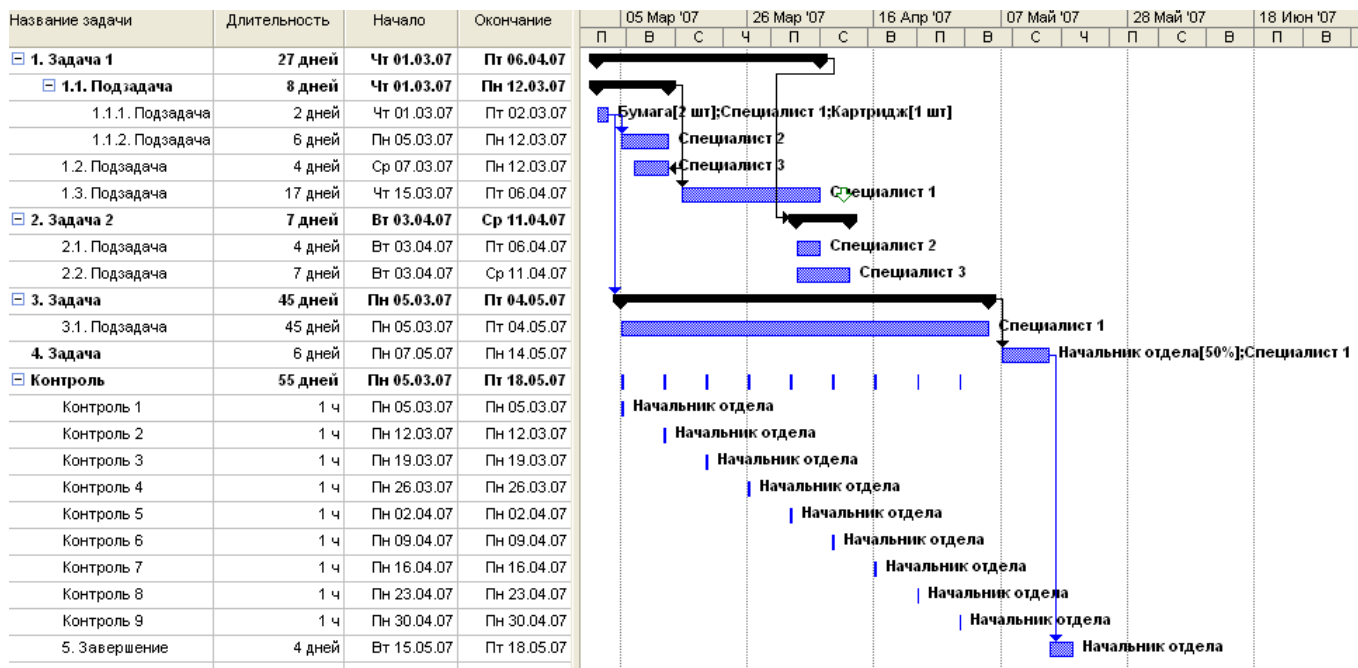 Название задачи Длительность Начало Окончание 05 Мар '07 26 Мар '07 16 Апр '07 07 Май '07 28 Май '07 18 Июн '07
П В С Ч П С В П В С Ч П С В П В
1. Задача 1 27 дней Чт 01.03.07 Пт 06.04.07
1.1. Подзадача 8 дней Чт 01.03.07 Пн 12.03.07
1.1.1. Подзадача 2 дней Чт 01.03.07 Пт 02.03.07 Бумага[2 шт];Специалист 1;Картридж[1 шт]
1.1.2. Подзадача 6 дней Пн 05.03.07 Пн 12.03.07 Специалист 2
1.2. Подзадача 4 дней Ср 07.03.07 Пн 12.03.07 Специалист 3
1.3. Подзадача 17 дней Чт 15.03.07 Пт 06.04.07 Специалист 1
2. Задача 2 7 дней Вт 03.04.07 Ср 11.04.07
2.1. Подзадача 4 дней Вт 03.04.07 Пт 06.04.07 Специалист 2
2.2. Подзадача 7 дней Вт 03.04.07 Ср 11.04.07 Специалист 3
3. Задача 45 дней Пн 05.03.07 Пт 04.05.07
3.1. Подзадача 45 дней Пн 05.03.07 Пт 04.05.07 Специалист 1
4. Задача 6 дней Пн 07.05.07 Пн 14.05.07 Начальник отдела[50%];Специалист 1
Контроль 55 дней Пн 05.03.07 Пт 18.05.07
Контроль 1 1 ч Пн 05.03.07 Пн 05.03.07 Начальник отдела
Контроль 2 1 ч Пн 12.03.07 Пн 12.03.07 Начальник отдела
Контроль 3 1 ч Пн 19.03.07 Пн 19.03.07 Начальник отдела
Контроль 4 1 ч Пн 26.03.07 Пн 26.03.07 Начальник отдела
Контроль 5 1 ч Пн 02.04.07 Пн 02.04.07 Начальник отдела
Контроль 6 1 ч Пн 09.04.07 Пн 09.04.07 Начальник отдела
Контроль 7 1 ч Пн 16.04.07 Пн 16.04.07 Начальник отдела
Контроль 8 1 ч Пн 23.04.07 Пн 23.04.07 Начальник отдела
Контроль 9 1 ч Пн 30.04.07 Пн 30.04.07 Начальник отдела
5. Завершение 4 дней Вт 15.05.07 Пт 18.05.07 Начальник отдела